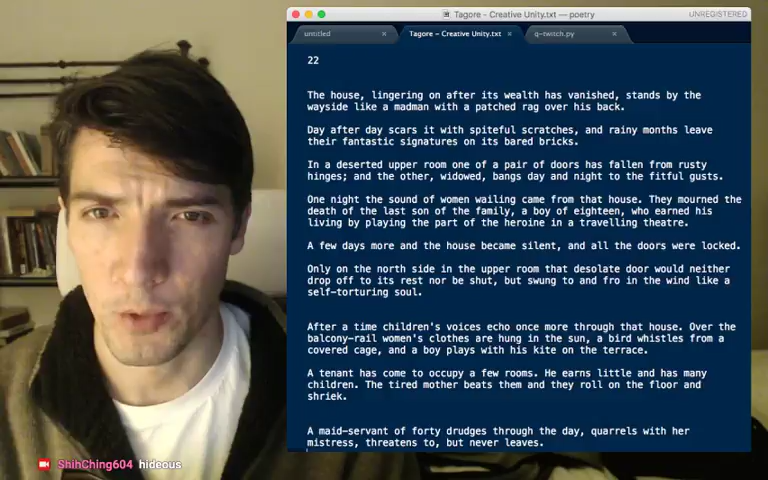 Tagore - Creative Unity.txt — poetry
UNREGISTERED
untitled
Tagore - Creative Unity.txt
q-twitch.py
22
The house, lingering on after its wealth has vanished, stands by the
wayside like a madman with a patched rag over his back.
Day after day scars it with spiteful scratches, and rainy months leave
their fantastic signatures on its bared bricks.
In a deserted upper room one of a pair of doors has fallen from rusty
hinges; and the other, widowed, bangs day and night to the fitful gusts.
One night the sound of women wailing came from that house. They mourned the
death of the last son of the family, a boy of eighteen, who earned his
living by playing the part of the heroine in a travelling theatre.
A few days more and the house became silent, and all the doors were locked.
Only on the north side in the upper room that desolate door would neither
drop off to its rest nor be shut, but swung to and fro in the wind like a
self-torturing soul.
After a time children's voices echo once more through that house. Over the
balcony-rail women's clothes are hung in the sun, a bird whistles from a
covered cage, and a boy plays with his kite on the terrace.
A tenant has come to occupy a few rooms. He earns little and has many
children. The tired mother beats them and they roll on the floor and
shriek.
A maid-servant of forty drudges through the day, quarrels with her
mistress, threatens to, but never leaves.
ShihChing604 hideous